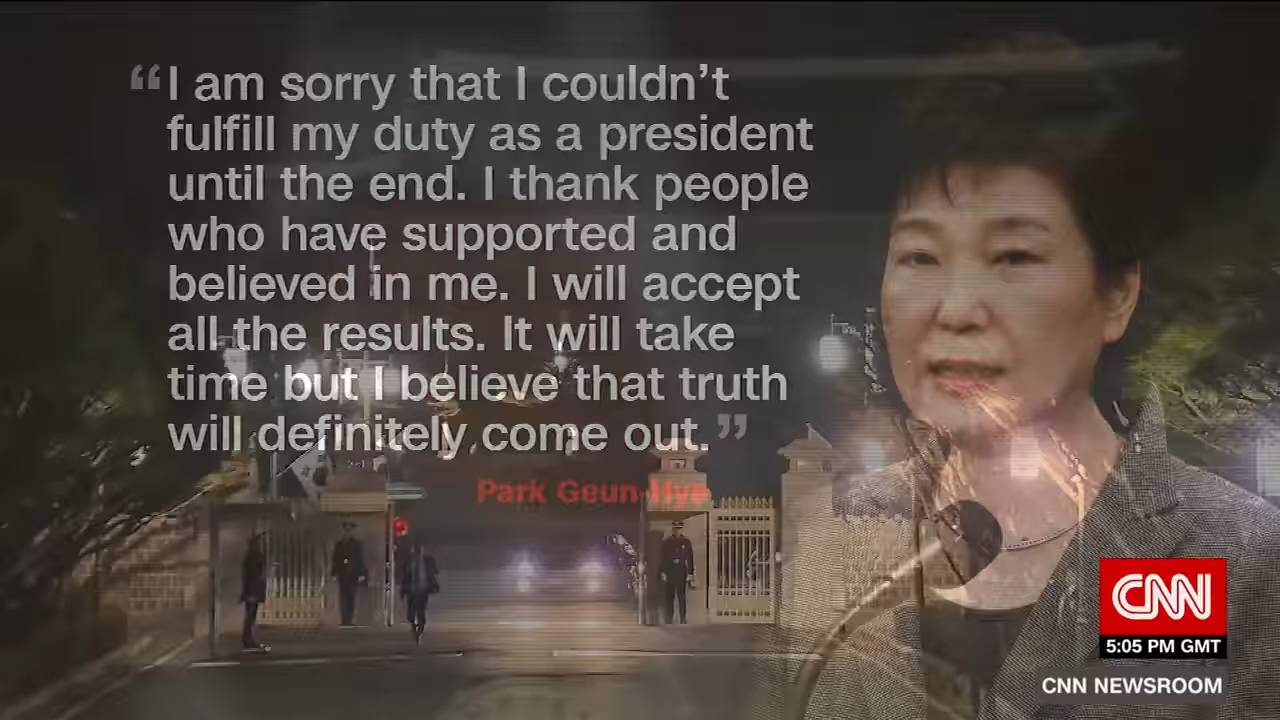 “I am sorry that I couldn’t
fulfill my duty as a president
until the end. I thank people
who have supported and
believed in me. I will accept
all the results. It will take
time but I believe that truth
will definitely come out.”
Park Geun-Hye
CNN
5:05 PM GMT
CNN NEWSROOM